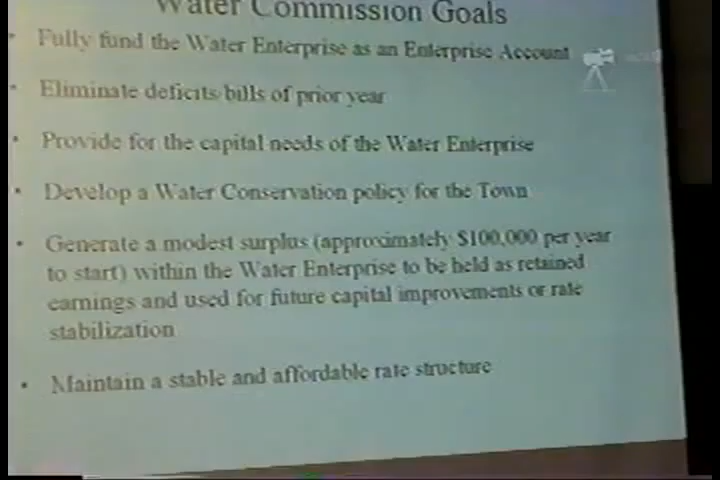 Water Commission Goals
• Fully fund the Water Enterprise as an Enterprise Account
• Eliminate deficits/bills of prior year
• Provide for the capital needs of the Water Enterprise
• Develop a Water Conservation policy for the Town
• Generate a modest surplus (approximately $100,000 per year
to start) within the Water Enterprise to be held as retained
earnings and used for future capital improvements or rate
stabilization
• Maintain a stable and affordable rate structure